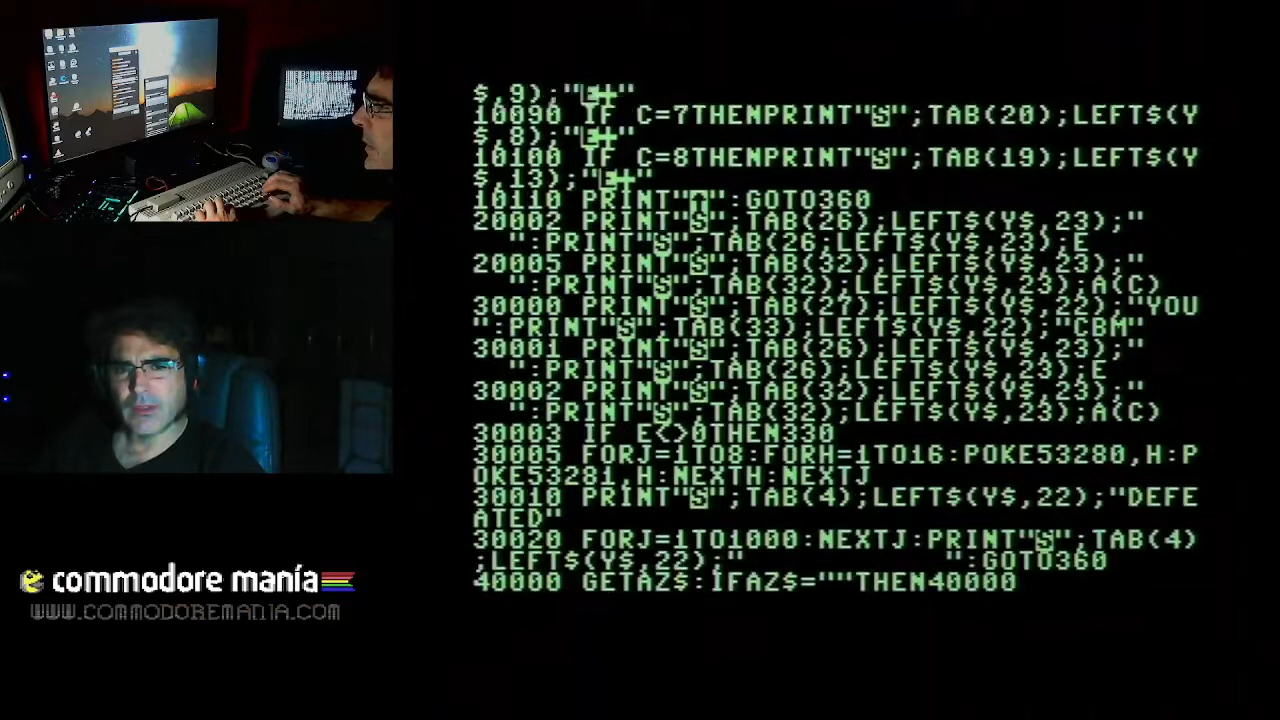 $,9);"E+"
10090 IF C=7THENPRINT"S";TAB(20);LEFT$(Y
$,8);"E+"
10100 IF C=8THENPRINT"S";TAB(19);LEFT$(Y
$,13);"E+"
10110 PRINT"↑":GOTO360
20002 PRINT"S";TAB(26);LEFT$(Y$,23);"
   ":PRINT"S";TAB(26;LEFT$(Y$,23);E
20005 PRINT"S";TAB(32);LEFT$(Y$,23);"
   ":PRINT"S";TAB(32);LEFT$(Y$,23);A(C)
30000 PRINT"S";TAB(27);LEFT$(Y$,22);"YOU
":PRINT"S";TAB(33);LEFT$(Y$,22);"CBM"
30001 PRINT"S";TAB(26);LEFT$(Y$,23);"
   ":PRINT"S";TAB(26);LEFT$(Y$,23);E
30002 PRINT"S";TAB(32);LEFT$(Y$,23);"
   ":PRINT"S";TAB(32);LEFT$(Y$,23);A(C)
30003 IF E<>0THEN330
30005 FORJ=1TO8:FORH=1TO16:POKE53280,H:P
OKE53281,H:NEXTH:NEXTJ
30010 PRINT"S";TAB(4);LEFT$(Y$,22);"DEFE
ATED"
30020 FORJ=1TO1000:NEXTJ:PRINT"S";TAB(4)
;LEFT$(Y$,22);"              ":GOTO360
40000 GETAZ$:IFAZ$=""THEN40000
commodore manía
WWW.COMMODOREMANIA.COM